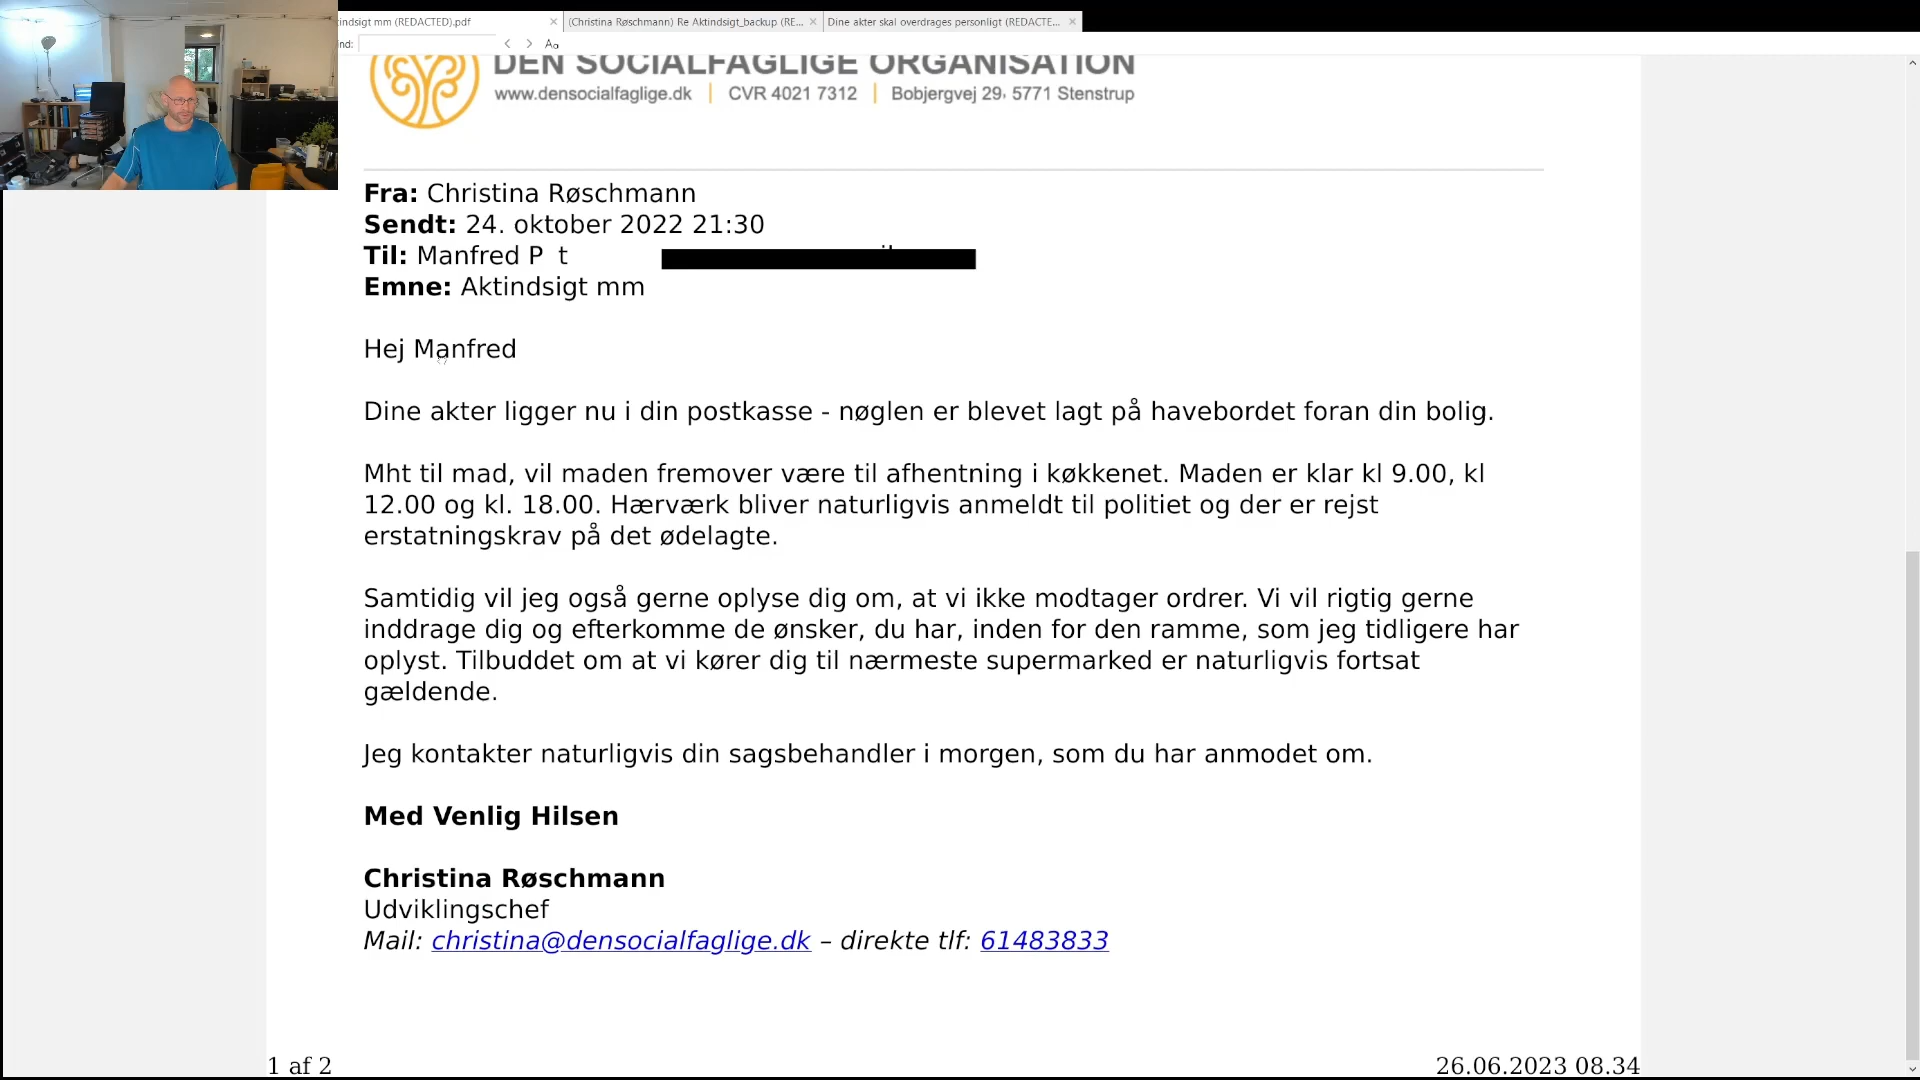 indsigt mm (REDACTED).pdf
(Christina Røschmann) Re Aktindsigt_backup (RE...
Dine akter skal overdrages personligt (REDACTE...
ind:
DEN SOCIALFAGLIGE ORGANISATION
www.densocialfaglige.dk | CVR 4021 7312 | Bobjergvej 29, 5771 Stenstrup
Fra: Christina Røschmann
Sendt: 24. oktober 2022 21:30
Til: Manfred P t
Emne: Aktindsigt mm
Hej Manfred
Dine akter ligger nu i din postkasse - nøglen er blevet lagt på havebordet foran din bolig.
Mht til mad, vil maden fremover være til afhentning i køkkenet. Maden er klar kl 9.00, kl
12.00 og kl. 18.00. Hærværk bliver naturligvis anmeldt til politiet og der er rejst
erstatningskrav på det ødelagte.
Samtidig vil jeg også gerne oplyse dig om, at vi ikke modtager ordrer. Vi vil rigtig gerne
inddrage dig og efterkomme de ønsker, du har, inden for den ramme, som jeg tidligere har
oplyst. Tilbuddet om at vi kører dig til nærmeste supermarked er naturligvis fortsat
gældende.
Jeg kontakter naturligvis din sagsbehandler i morgen, som du har anmodet om.
Med Venlig Hilsen
Christina Røschmann
Udviklingschef
Mail: christina@densocialfaglige.dk – direkte tlf: 61483833
1 af 2
26.06.2023 08.34